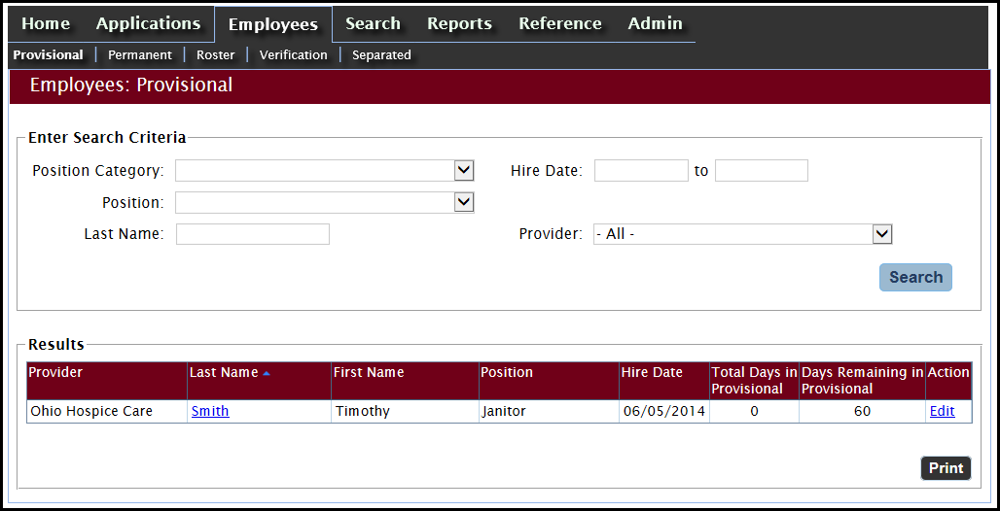 Home Applications Employees Search Reports Reference Admin
Provisional Permanent Roster Verification Separated
Employees: Provisional
Enter Search Criteria
Position Category: Hire Date: to
Position:
Last Name: Provider: - All -
Search
Results
Provider Last Name First Name Position Hire Date Total Days in Days Remaining in Action
Provisional Provisional
Ohio Hospice Care Smith Timothy Janitor 06/05/2014 0 60 Edit
Print